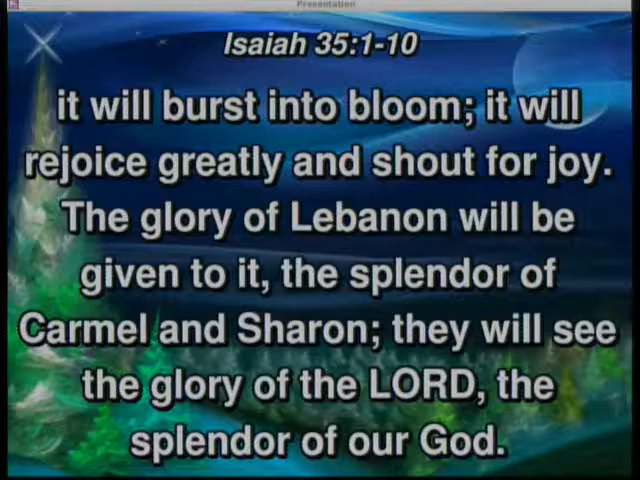 Presentation
Isaiah 35:1-10
it will burst into bloom; it will
rejoice greatly and shout for joy.
The glory of Lebanon will be
given to it, the splendor of
Carmel and Sharon; they will see
the glory of the LORD, the
splendor of our God.